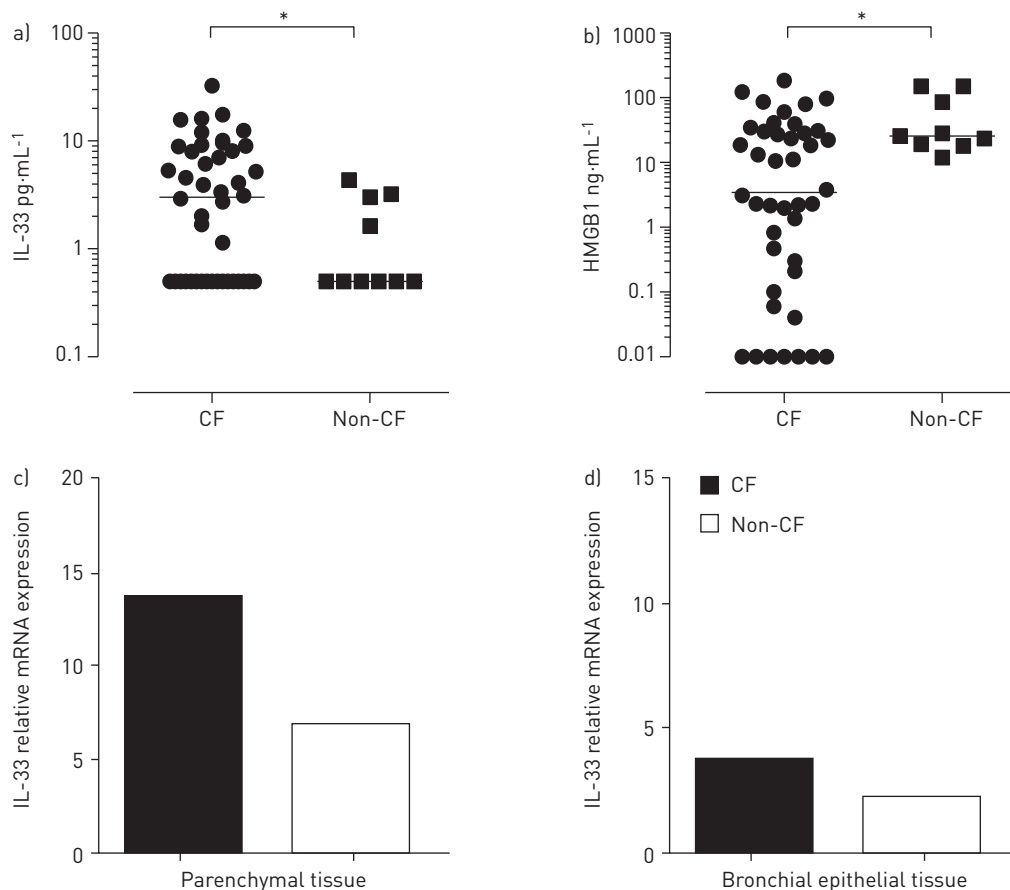 a)
IL-33 pg·mL⁻¹
100
10
1
0.1
*
CF
Non-CF
b)
HMGB1 ng·mL⁻¹
1000
100
10
1
0.1
0.01
*
CF
Non-CF
c)
IL-33 relative mRNA expression
20
15
10
5
0
Parenchymal tissue
d)
IL-33 relative mRNA expression
15
10
5
0
CF
Non-CF
Bronchial epithelial tissue